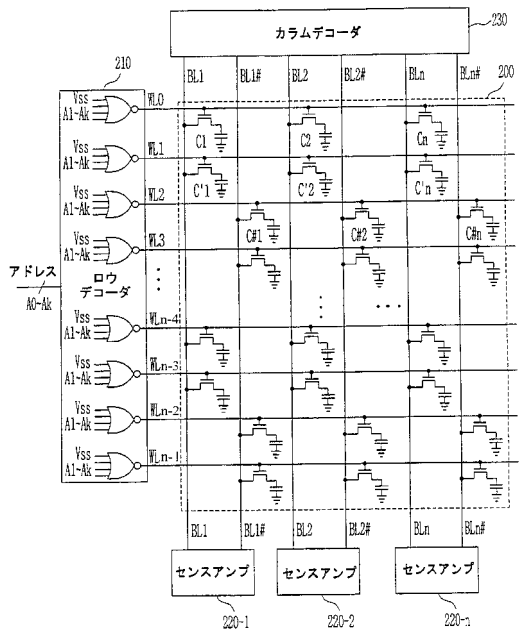 カラムデコーダ
230
210
BL1 BL1# BL2 BL2# BLn BLn#
200
Vss
A1~Ak
WL0
C1 C2 Cn
Vss
A1~Ak
WL1
C'1 C'2 C'n
Vss
A1~Ak
WL2
C#1 C#2 C#n
Vss
A1~Ak
WL3
アドレス
A0~Ak
ロウ
デコーダ
Vss
A1~Ak
WLn-4
Vss
A1~Ak
WLn-3
Vss
A1~Ak
WLn-2
Vss
A1~Ak
WLn-1
BL1 BL1# BL2 BL2# BLn BLn#
センスアンプ センスアンプ センスアンプ
220-1 220-2 220-n